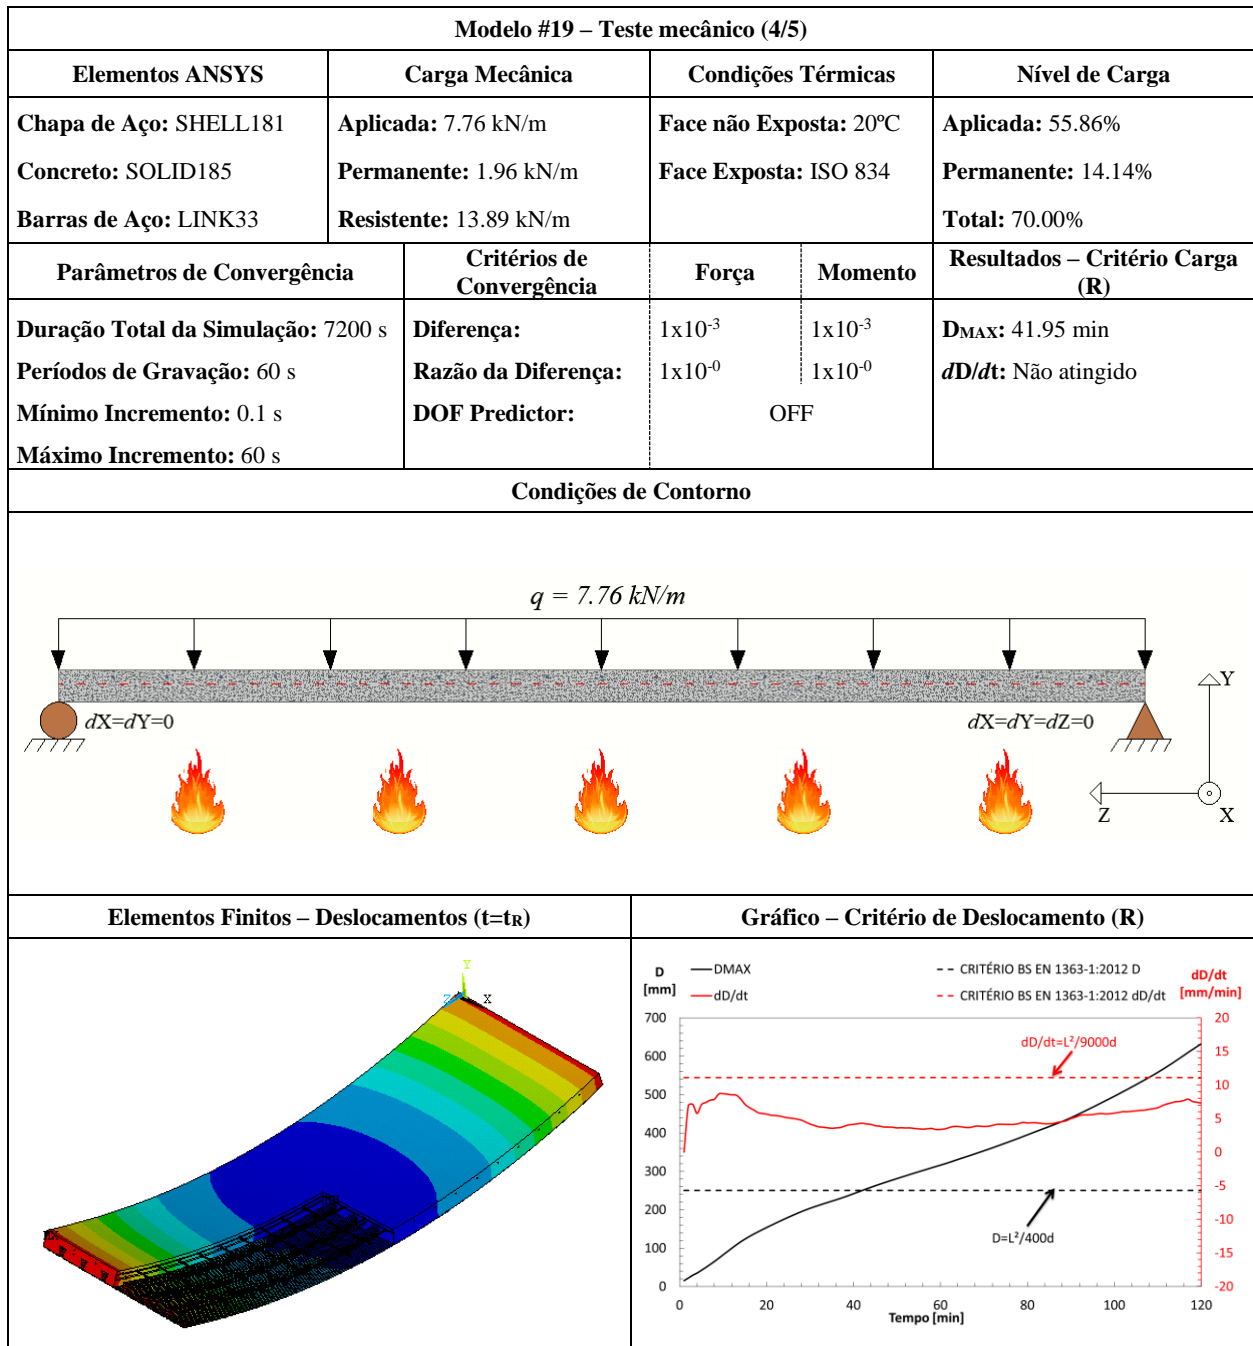 Modelo #19 – Teste mecânico (4/5)
Elementos ANSYS
Carga Mecânica
Condições Térmicas
Nível de Carga
Chapa de Aço: SHELL181
Concreto: SOLID185
Barras de Aço: LINK33
Aplicada: 7.76 kN/m
Permanente: 1.96 kN/m
Resistente: 13.89 kN/m
Face não Exposta: 20ºC
Face Exposta: ISO 834
Aplicada: 55.86%
Permanente: 14.14%
Total: 70.00%
Parâmetros de Convergência
Critérios de
Convergência
Força
Momento
Resultados – Critério Carga
(R)
Duração Total da Simulação: 7200 s
Períodos de Gravação: 60 s
Mínimo Incremento: 0.1 s
Máximo Incremento: 60 s
Diferença: 1x10⁻³ 1x10⁻³
Razão da Diferença: 1x10⁻⁰ 1x10⁻⁰
DOF Predictor: OFF
DMAX: 41.95 min
dD/dt: Não atingido
Condições de Contorno
q = 7.76 kN/m
dX=dY=0
dX=dY=dZ=0
Y
Z
X
Elementos Finitos – Deslocamentos (t=tR)
Gráfico – Critério de Deslocamento (R)
Y
Z
X
MX
D
[mm]
DMAX
dD/dt
CRITÉRIO BS EN 1363-1:2012 D
CRITÉRIO BS EN 1363-1:2012 dD/dt
dD/dt
[mm/min]
700
600
500
400
300
200
100
0
20
15
10
5
0
-5
-10
-15
-20
dD/dt=L²/9000d
D=L²/400d
0 20 40 60 80 100 120
Tempo [min]